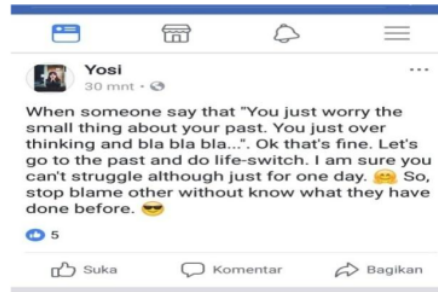 Yosi
30 mnt
When someone say that "You just worry the
small thing about your past. You just over
thinking and bla bla bla...". Ok that's fine. Let's
go to the past and do life-switch. I am sure you
can't struggle although just for one day. 🤗 So,
stop blame other without know what they have
done before. 😎
5
Suka Komentar Bagikan